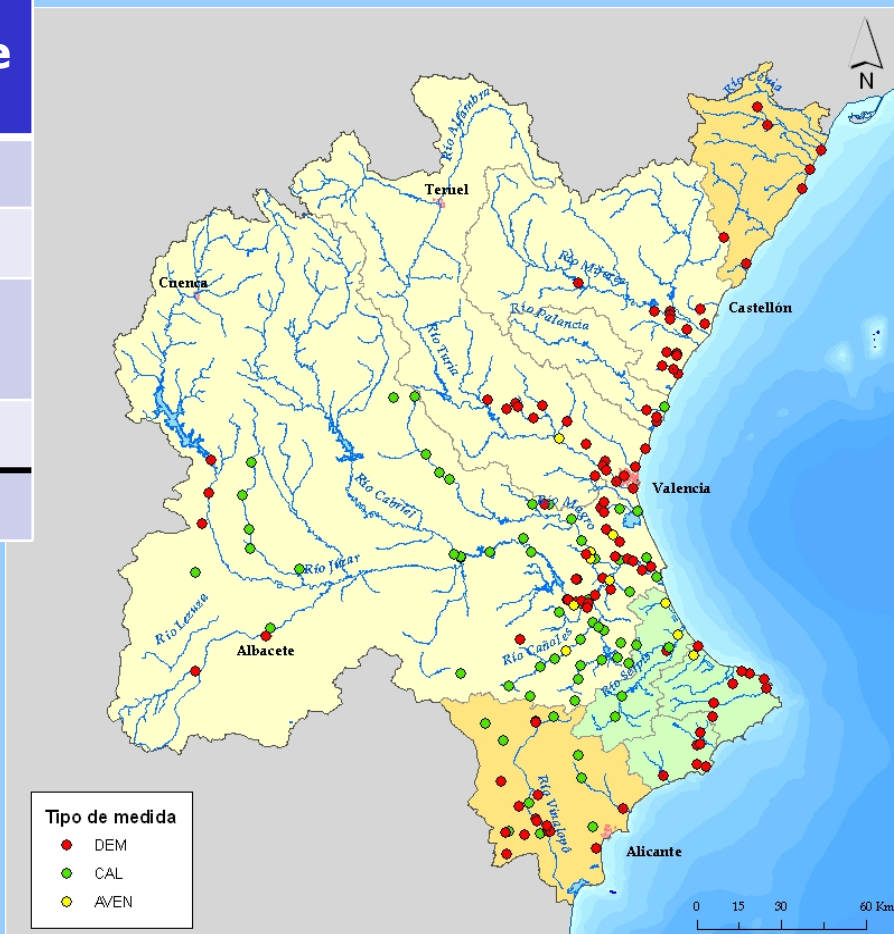 e
N
Río Cenia
Río Alfambra
Teruel
Cuenca
Río Mijares
Río Palancia
Castellón
Río Turia
Valencia
Río Cabriel
Río Magro
Río Júcar
Río Lezuza
Albacete
Río Cañoles
Río Serpis
Río Vinalopó
Alicante
Tipo de medida
DEM
CAL
AVEN
0 15 30 60 Km